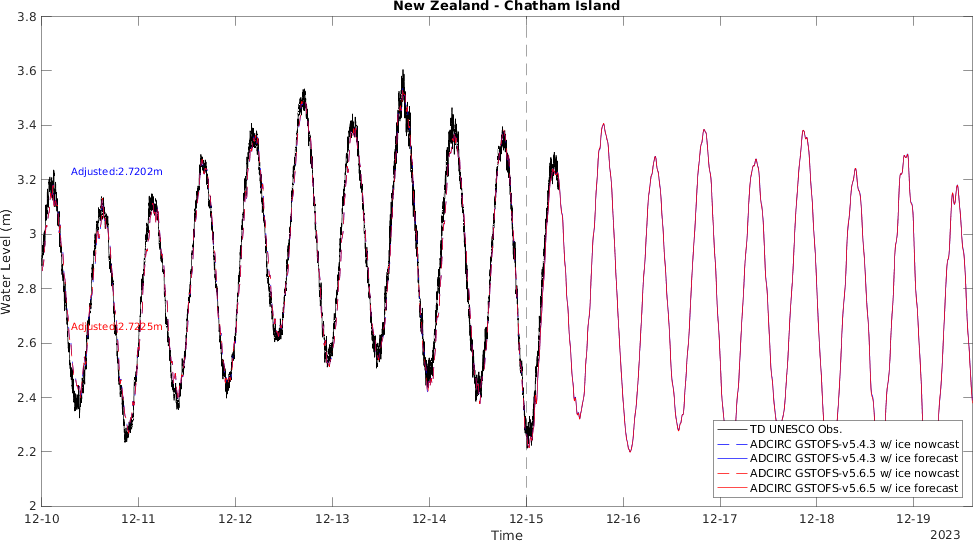 New Zealand - Chatham Island
3.8
3.6
3.4
3.2
3
2.8
2.6
2.4
2.2
2
Water Level (m)
Adjusted:2.7202m
Adjusted:2.7225m
TD UNESCO Obs.
ADCIRC GSTOFS-v5.4.3 w/ ice nowcast
ADCIRC GSTOFS-v5.4.3 w/ ice forecast
ADCIRC GSTOFS-v5.6.5 w/ ice nowcast
ADCIRC GSTOFS-v5.6.5 w/ ice forecast
12-10 12-11 12-12 12-13 12-14 12-15 12-16 12-17 12-18 12-19
Time
2023